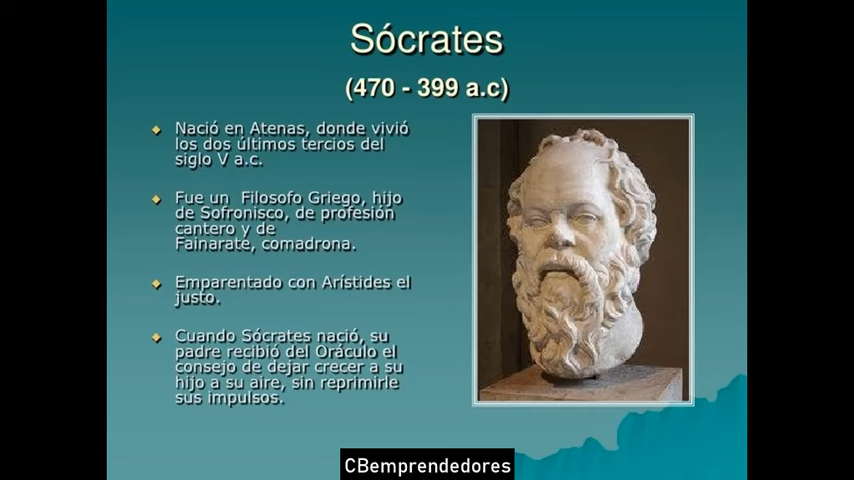 Sócrates
(470 - 399 a.c)
Nació en Atenas, donde vivió
los dos últimos tercios del
siglo V a.c.
Fue un Filosofo Griego, hijo
de Sofronisco, de profesión
cantero y de
Fainarate, comadrona.
Emparentado con Arístides el
justo.
Cuando Sócrates nació, su
padre recibió del Oráculo el
consejo de dejar crecer a su
hijo a su aire, sin reprimirle
sus impulsos.
CBemprendedores